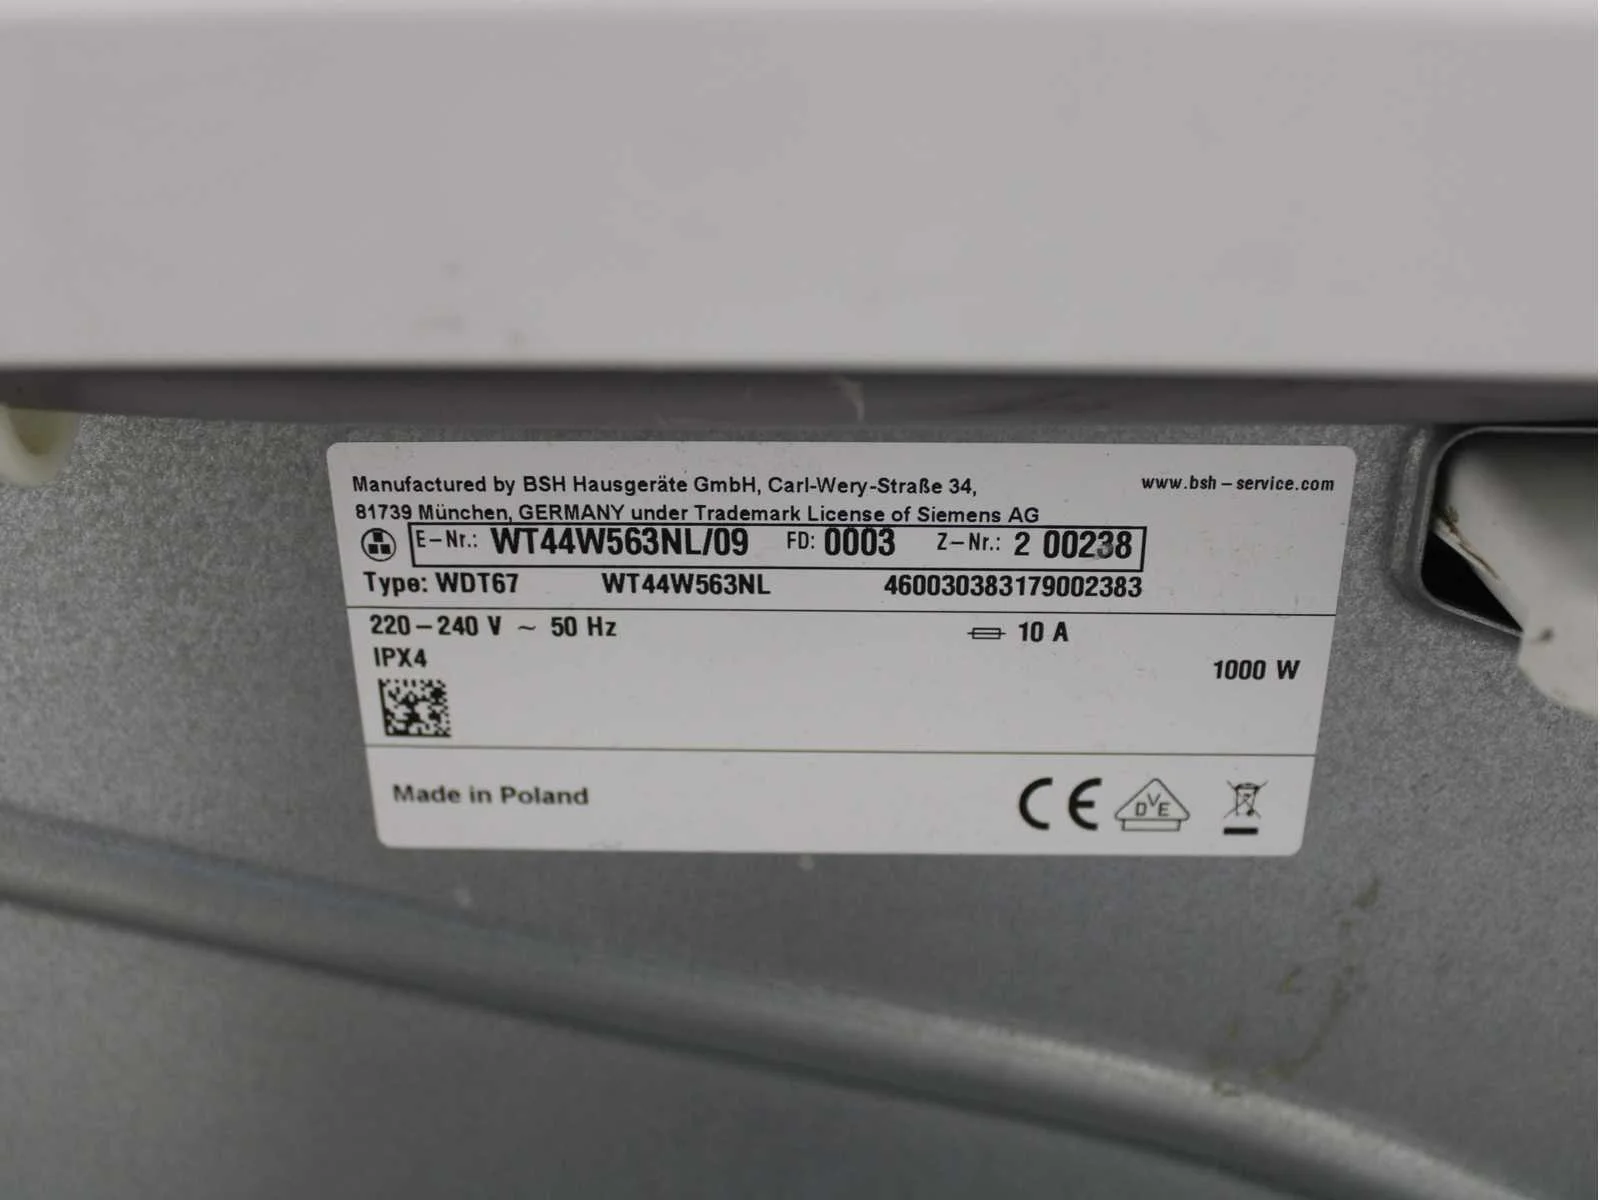 Manufactured by BSH Hausgeräte GmbH, Carl-Wery-Straße 34, www.bsh-service.com
81739 München, GERMANY under Trademark License of Siemens AG
E-Nr.: WT44W563NL/09 FD: 0003 Z-Nr.: 2 00238
Type: WDT67 WT44W563NL 460030383179002383
220-240 V ~ 50 Hz 10 A
IPX4 1000 W
Made in Poland CE DVE